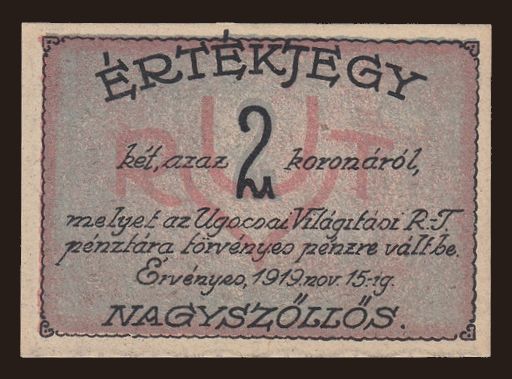 ÉRTÉKJEGY
két, azaz 2 koronáról,
melyet az Ugocsai Világitási R.-T.
pénztára törvényes pénzre vált be.
Érvényes, 1919. nov. 15.-ig.
NAGYSZŐLLŐS.